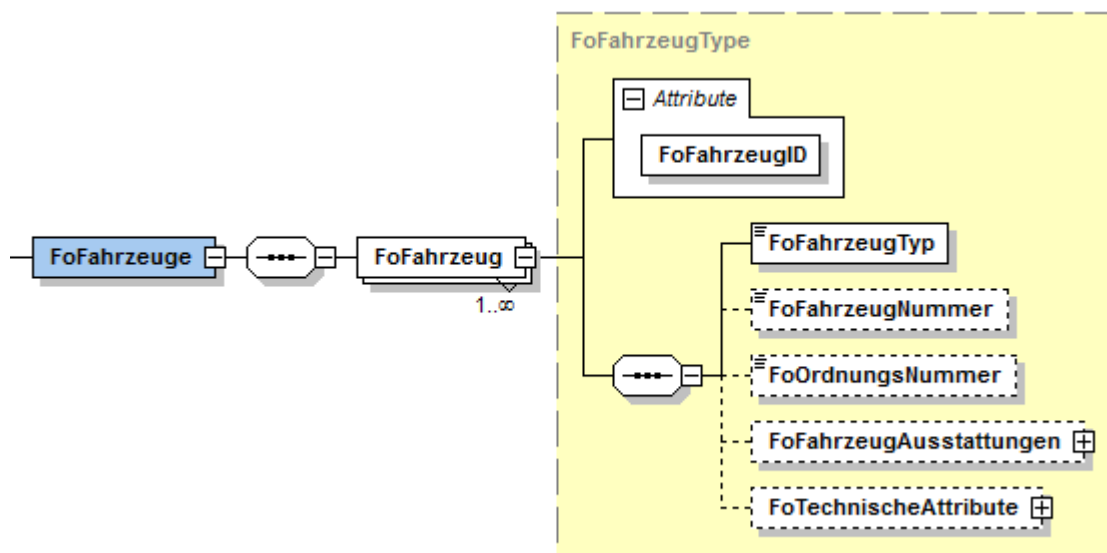 FoFahrzeugType
Attribute
FoFahrzeugID
FoFahrzeuge
FoFahrzeug
1..∞
FoFahrzeugTyp
FoFahrzeugNummer
FoOrdnungsNummer
FoFahrzeugAusstattungen
FoTechnischeAttribute